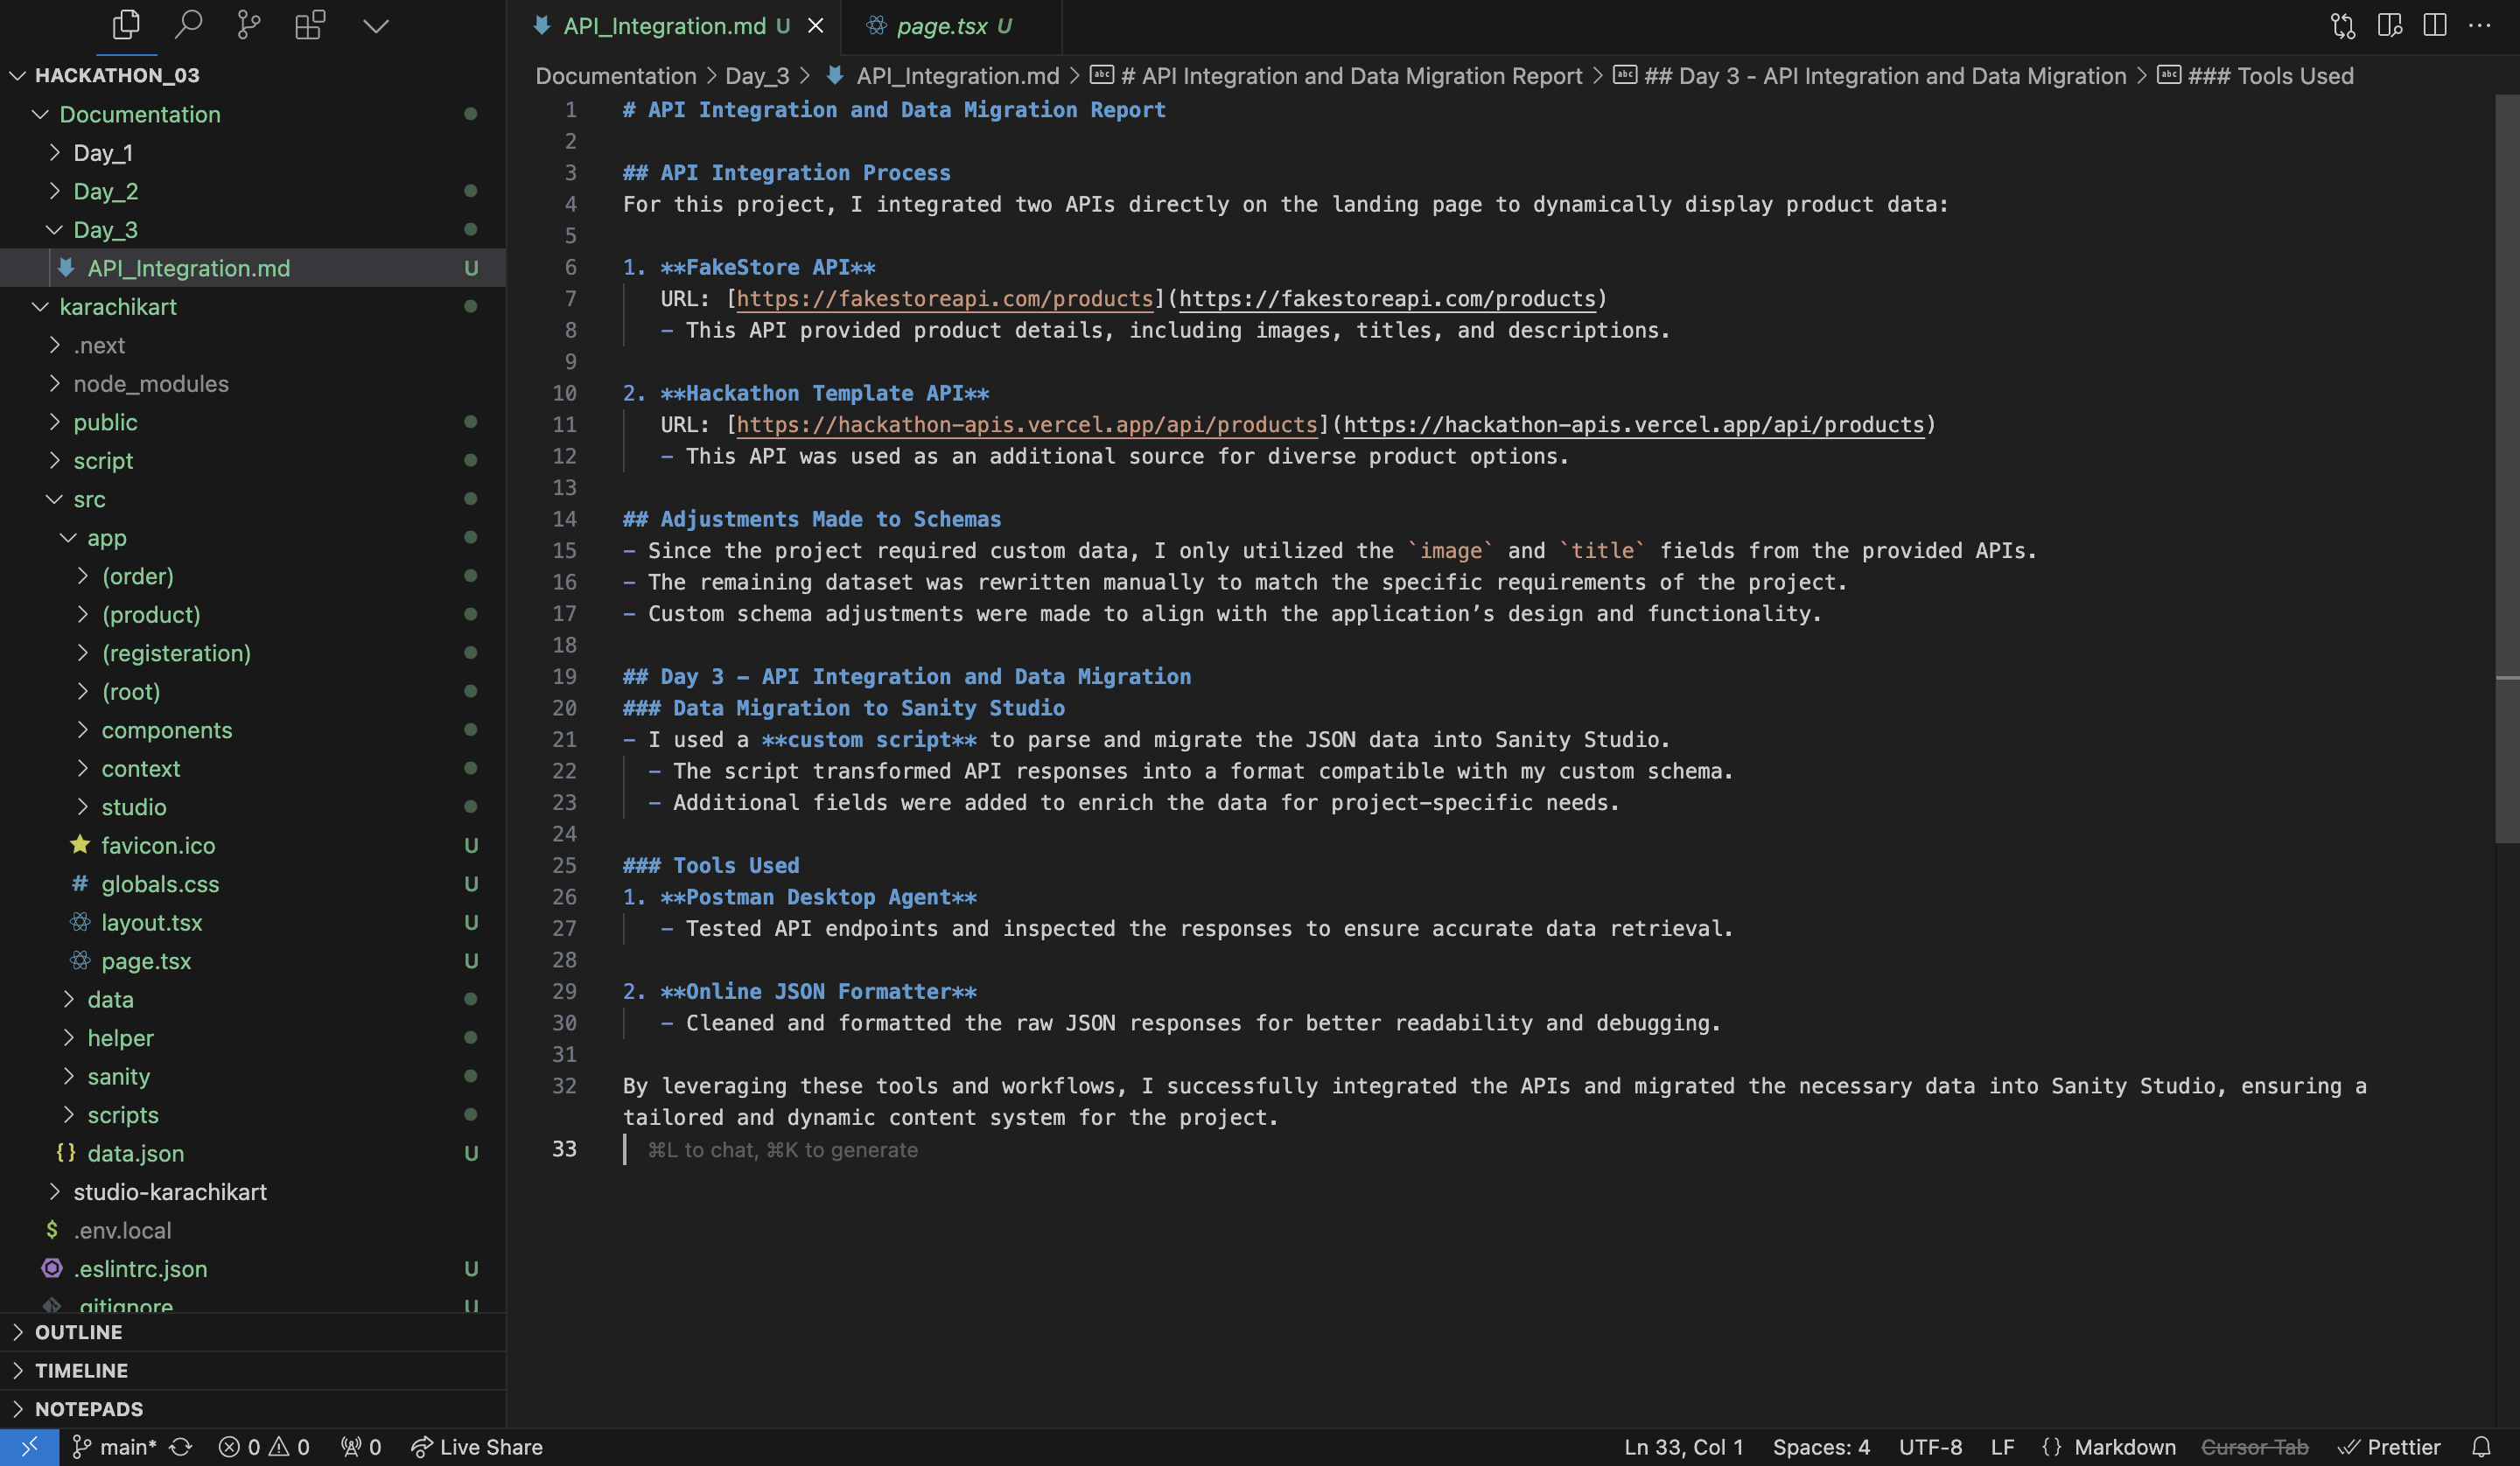 API_Integration.md U
page.tsx U
HACKATHON_03
Documentation
Day_1
Day_2
Day_3
API_Integration.md U
karachikart
.next
node_modules
public
script
src
app
(order)
(product)
(registeration)
(root)
components
context
studio
favicon.ico U
globals.css U
layout.tsx U
page.tsx U
data
helper
sanity
scripts
data.json U
studio-karachikart
.env.local
.eslintrc.json U
.gitignore U
OUTLINE
TIMELINE
NOTEPADS
Documentation > Day_3 > API_Integration.md > # API Integration and Data Migration Report > ## Day 3 - API Integration and Data Migration > ### Tools Used
1 # API Integration and Data Migration Report
2
3 ## API Integration Process
4 For this project, I integrated two APIs directly on the landing page to dynamically display product data:
5
6 1. **FakeStore API**
7 URL: [https://fakestoreapi.com/products](https://fakestoreapi.com/products)
8 - This API provided product details, including images, titles, and descriptions.
9
10 2. **Hackathon Template API**
11 URL: [https://hackathon-apis.vercel.app/api/products](https://hackathon-apis.vercel.app/api/products)
12 - This API was used as an additional source for diverse product options.
13
14 ## Adjustments Made to Schemas
15 - Since the project required custom data, I only utilized the `image` and `title` fields from the provided APIs.
16 - The remaining dataset was rewritten manually to match the specific requirements of the project.
17 - Custom schema adjustments were made to align with the application’s design and functionality.
18
19 ## Day 3 - API Integration and Data Migration
20 ### Data Migration to Sanity Studio
21 - I used a **custom script** to parse and migrate the JSON data into Sanity Studio.
22 - The script transformed API responses into a format compatible with my custom schema.
23 - Additional fields were added to enrich the data for project-specific needs.
24
25 ### Tools Used
26 1. **Postman Desktop Agent**
27 - Tested API endpoints and inspected the responses to ensure accurate data retrieval.
28
29 2. **Online JSON Formatter**
30 - Cleaned and formatted the raw JSON responses for better readability and debugging.
31
32 By leveraging these tools and workflows, I successfully integrated the APIs and migrated the necessary data into Sanity Studio, ensuring a
tailored and dynamic content system for the project.
33 ⌘L to chat, ⌘K to generate
main* 0 0 0 Live Share Ln 33, Col 1 Spaces: 4 UTF-8 LF {} Markdown Cursor Tab Prettier